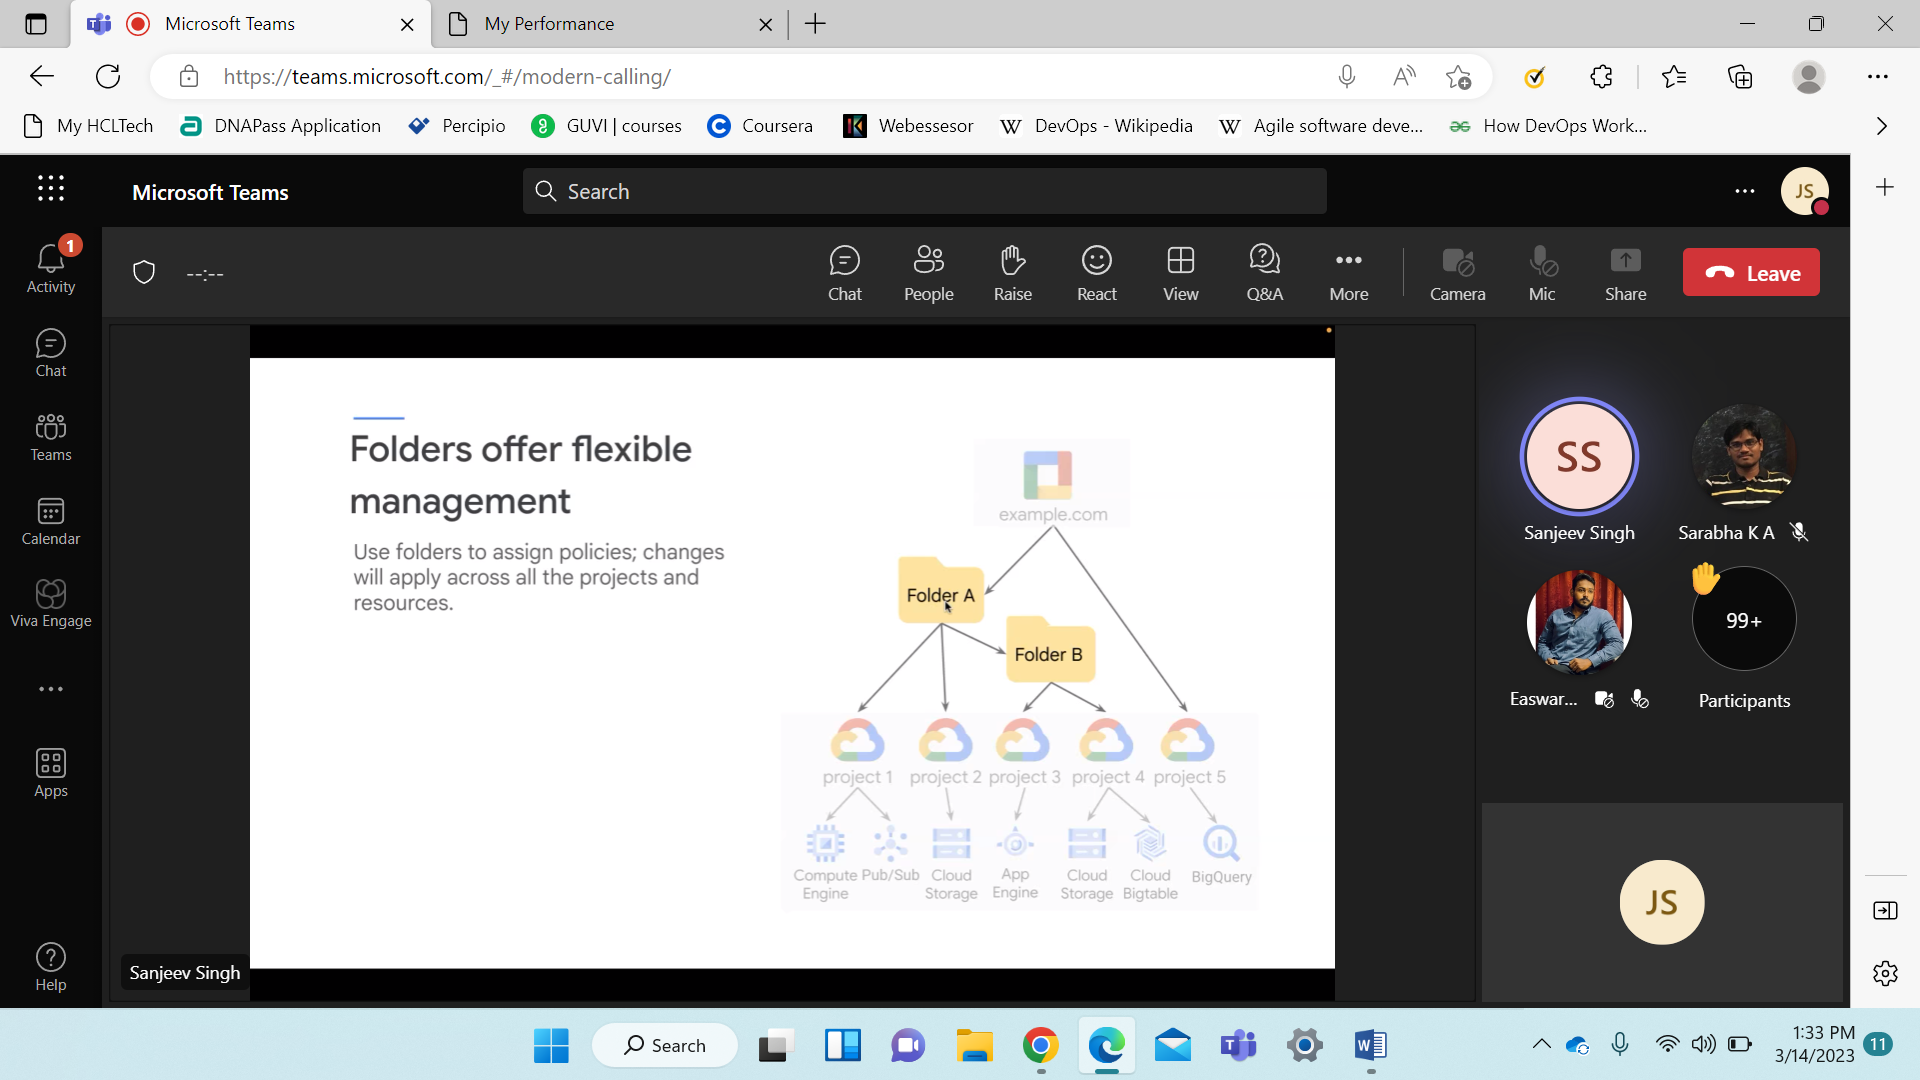 Microsoft Teams
My Performance
https://teams.microsoft.com/_#/modern-calling/
My HCLTech
DNAPass Application
Percipio
GUVI | courses
Coursera
Webessesor
DevOps - Wikipedia
Agile software deve...
How DevOps Work...
Microsoft Teams
Search
JS
1
Activity
Chat
Teams
Calendar
Viva Engage
Apps
Help
--:--
Chat
People
Raise
React
View
Q&A
More
Camera
Mic
Share
Leave
Folders offer flexible
management
Use folders to assign policies; changes
will apply across all the projects and
resources.
example.com
Folder A
Folder B
project 1
project 2
project 3
project 4
project 5
Compute
Engine
Pub/Sub
Cloud
Storage
App
Engine
Cloud
Storage
Cloud
Bigtable
BigQuery
Sanjeev Singh
SS
Sanjeev Singh
Sarabha K A
Easwar...
99+
Participants
JS
Search
1:33 PM
3/14/2023
11